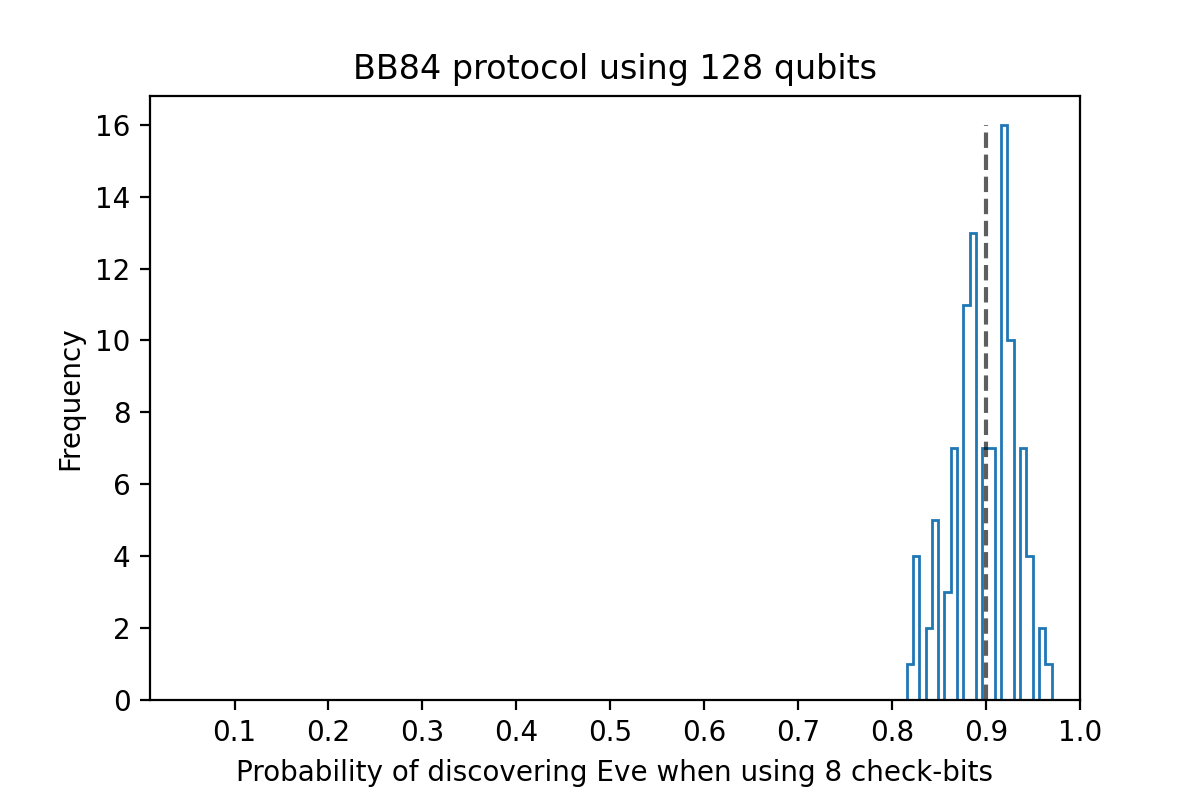 BB84 protocol using 128 qubits
16
14
12
10
8
6
4
2
0
Frequency
0.1 0.2 0.3 0.4 0.5 0.6 0.7 0.8 0.9 1.0
Probability of discovering Eve when using 8 check-bits